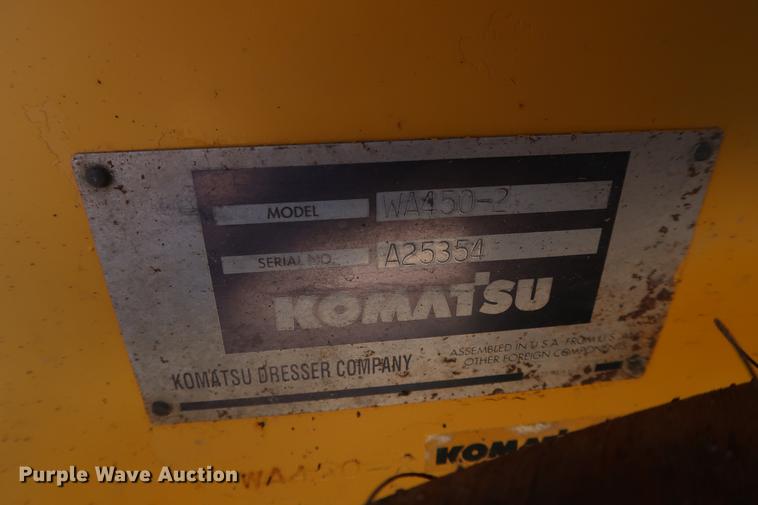 MODEL WA450-2
SERIAL NO. A25354
KOMATSU
KOMATSU DRESSER COMPANY
ASSEMBLED IN U.S.A. FROM U.S.
OTHER FOREIGN COMPONENTS
KOMATSU
Purple Wave Auction